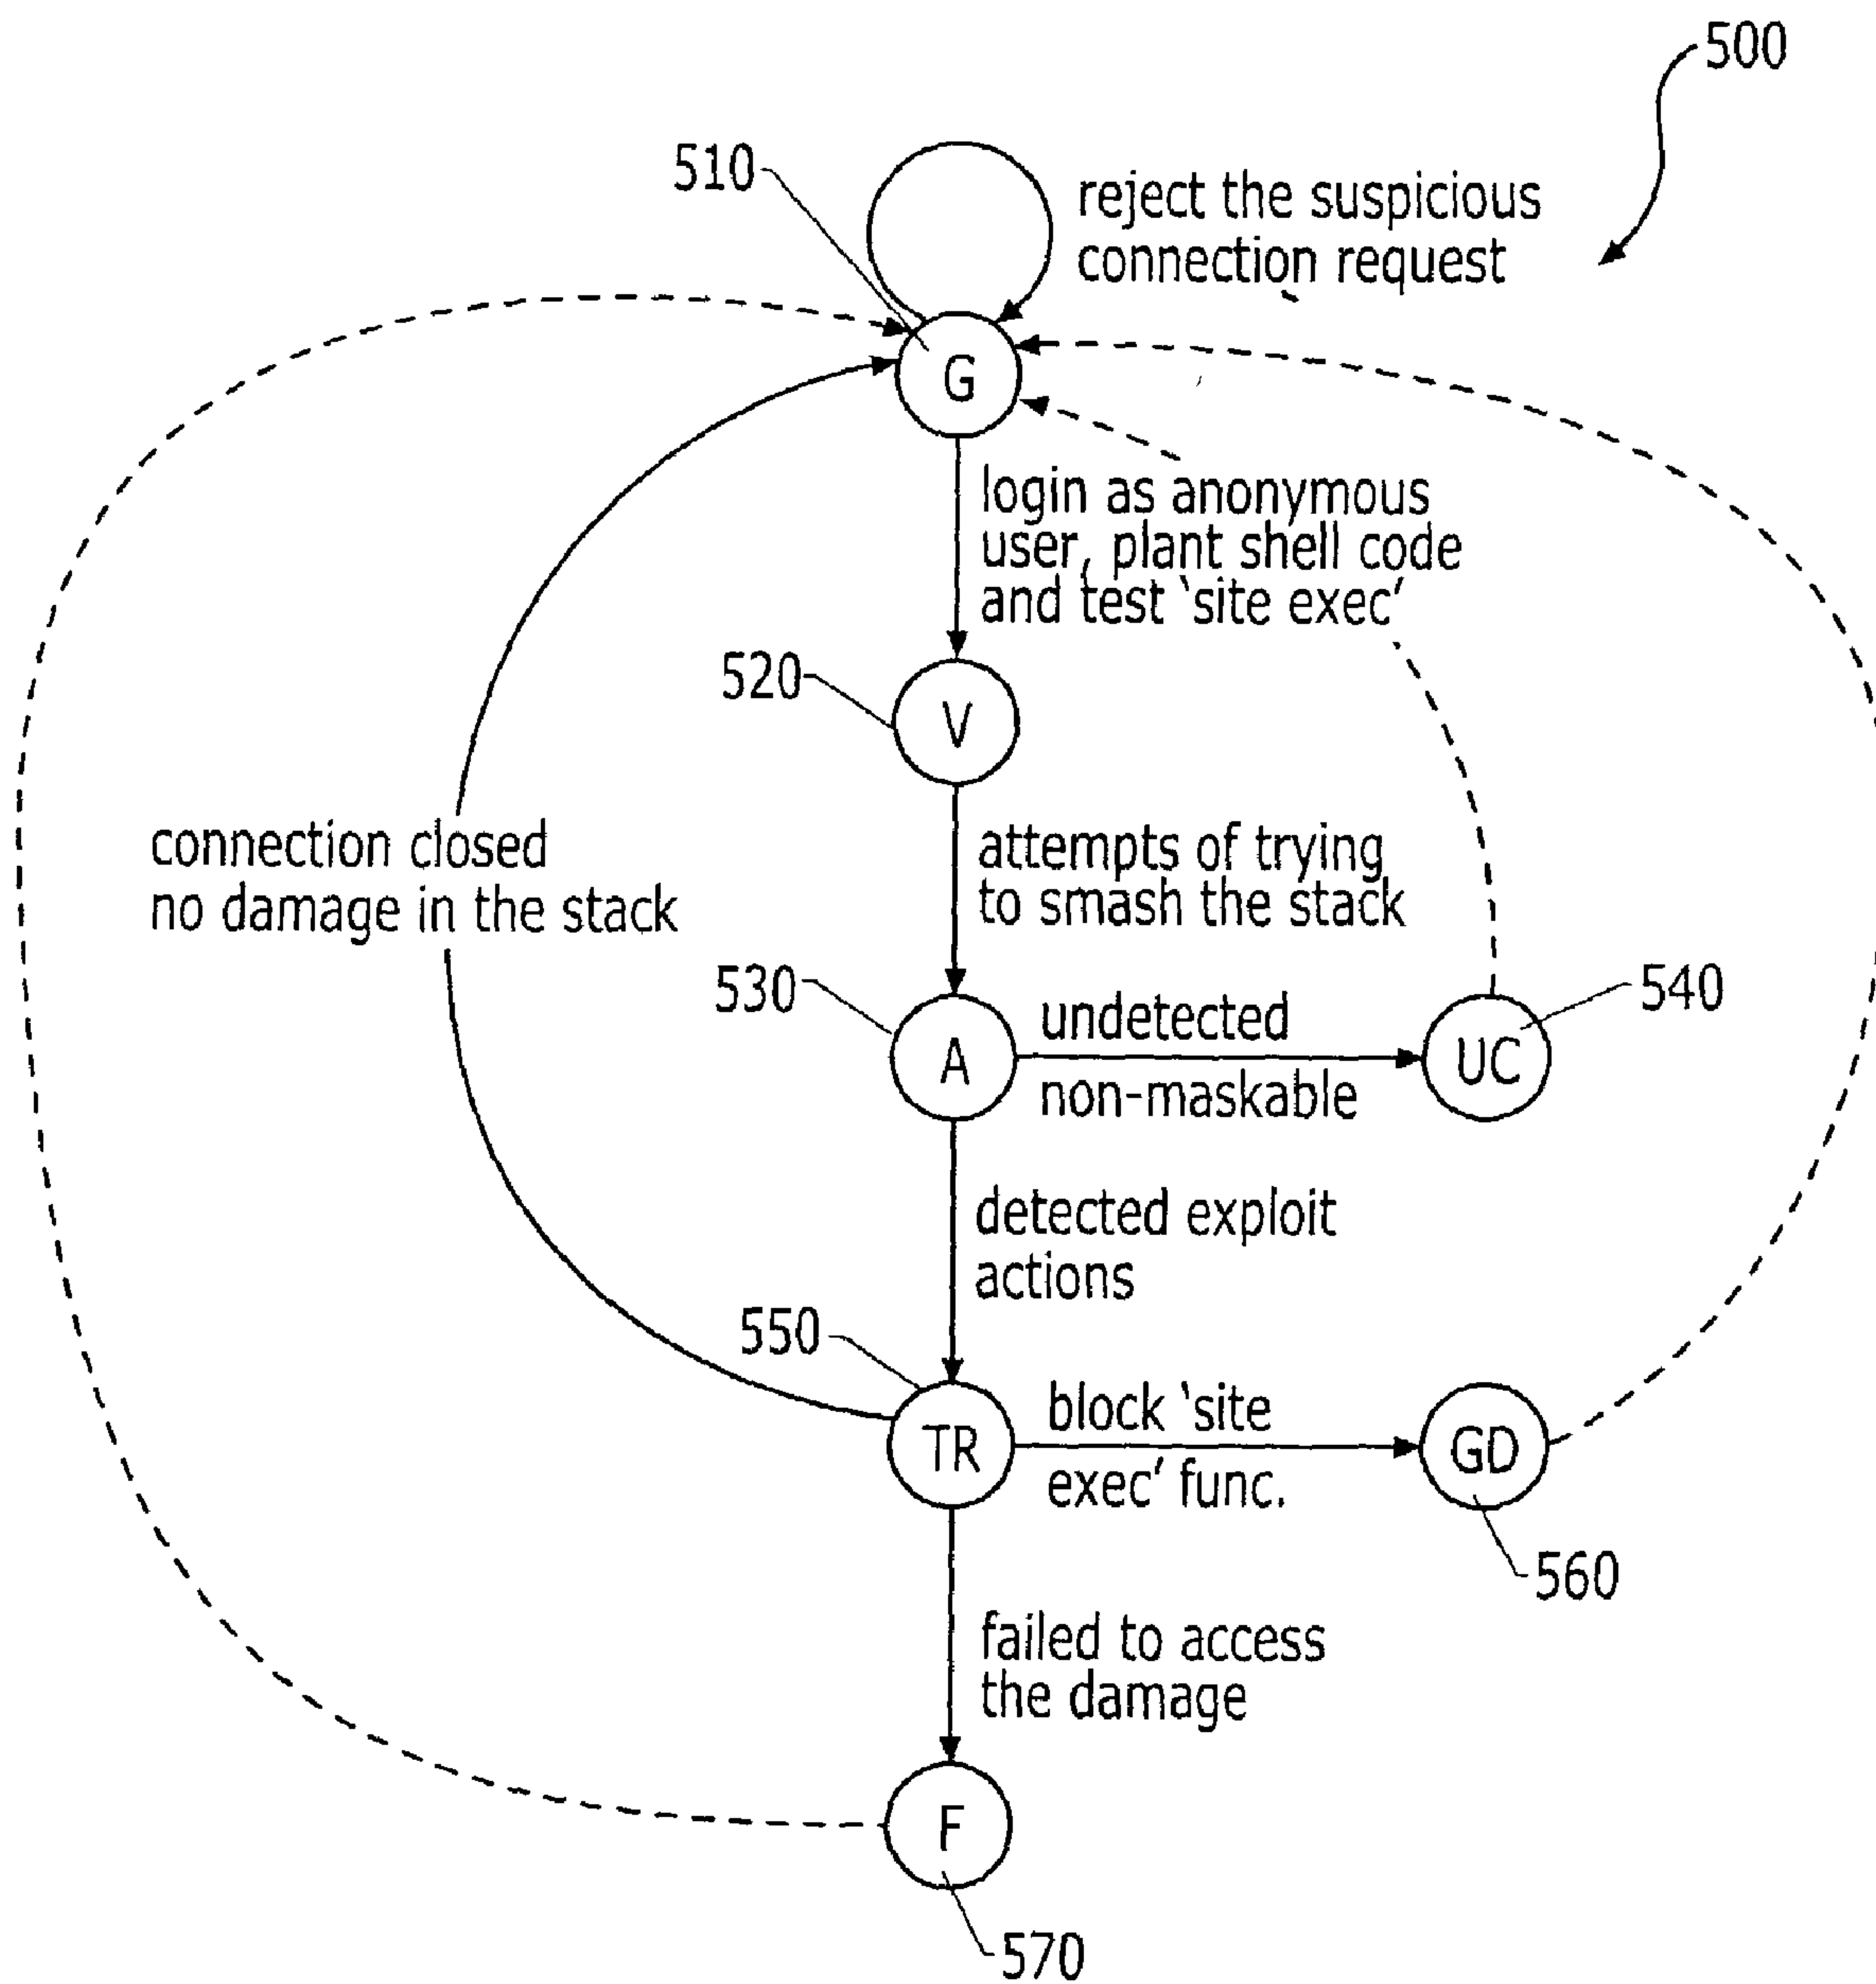 500
510
reject the suspicious
connection request
G
login as anonymous
user, plant shell code
and test 'site exec'
520
V
connection closed
no damage in the stack
attempts of trying
to smash the stack
530
A
undetected
non-maskable
540
UC
detected exploit
actions
550
TR
block 'site
exec' func.
GD
560
failed to access
the damage
F
570